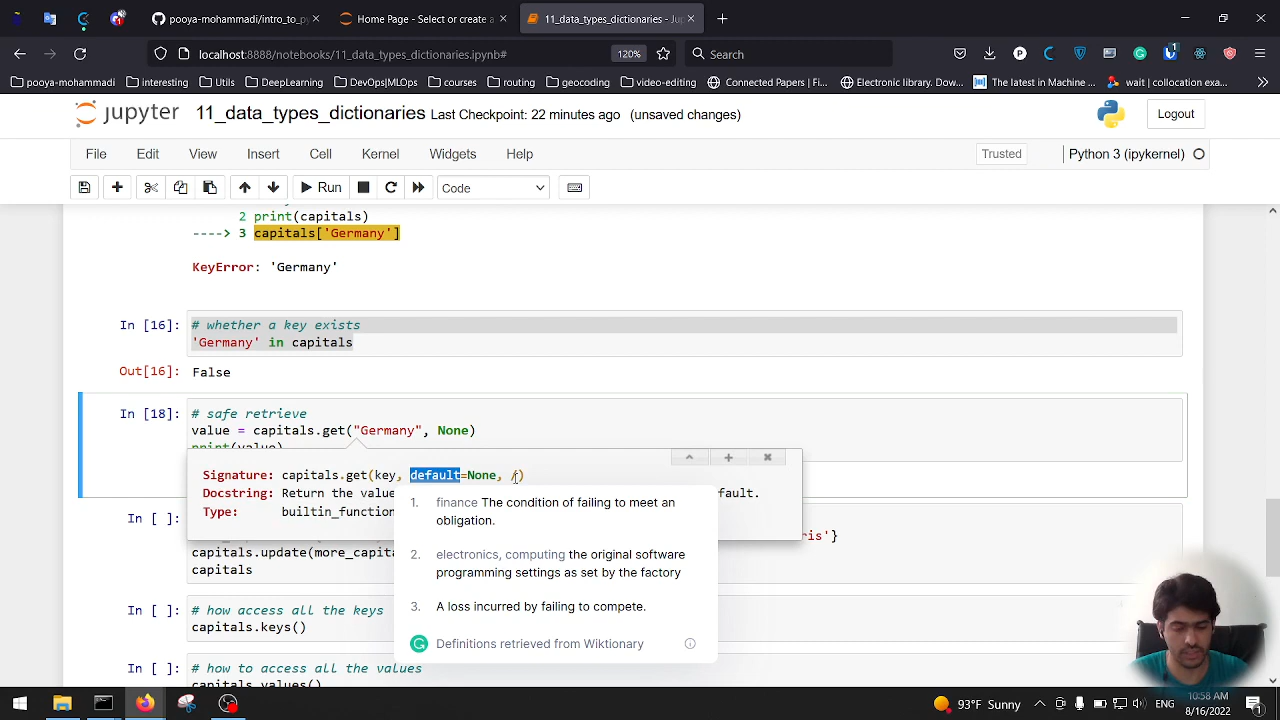 pooya-mohammadi/intro_to_py
Home Page - Select or create a
11_data_types_dictionaries - Jup
localhost:8888/notebooks/11_data_types_dictionaries.ipynb#
120%
Search
pooya-mohammadi
interesting
Utils
DeepLearning
DevOps|MLOps
courses
routing
geocoding
video-editing
Connected Papers | Fi...
Electronic library. Dow...
The latest in Machine ...
wait | collocation exa...
jupyter
11_data_types_dictionaries Last Checkpoint: 22 minutes ago (unsaved changes)
Logout
File Edit View Insert Cell Kernel Widgets Help
Trusted
Python 3 (ipykernel)
Run
Code
2 print(capitals)
----> 3 capitals['Germany']
KeyError: 'Germany'
In [16]:
# whether a key exists
'Germany' in capitals
Out[16]: False
In [18]:
# safe retrieve
value = capitals.get("Germany", None)
print(value)
Signature: capitals.get(key, default=None, /)
Docstring: Return the value
fault.
Type: builtin_function
1. finance The condition of failing to meet an
obligation.
2. electronics, computing the original software
programming settings as set by the factory
3. A loss incurred by failing to compete.
Definitions retrieved from Wiktionary
In [ ]:
ris'}
capitals.update(more_capita
capitals
In [ ]:
# how access all the keys
capitals.keys()
In [ ]:
# how to access all the values
capitals.values()
93°F Sunny
10:58 AM
8/16/2022